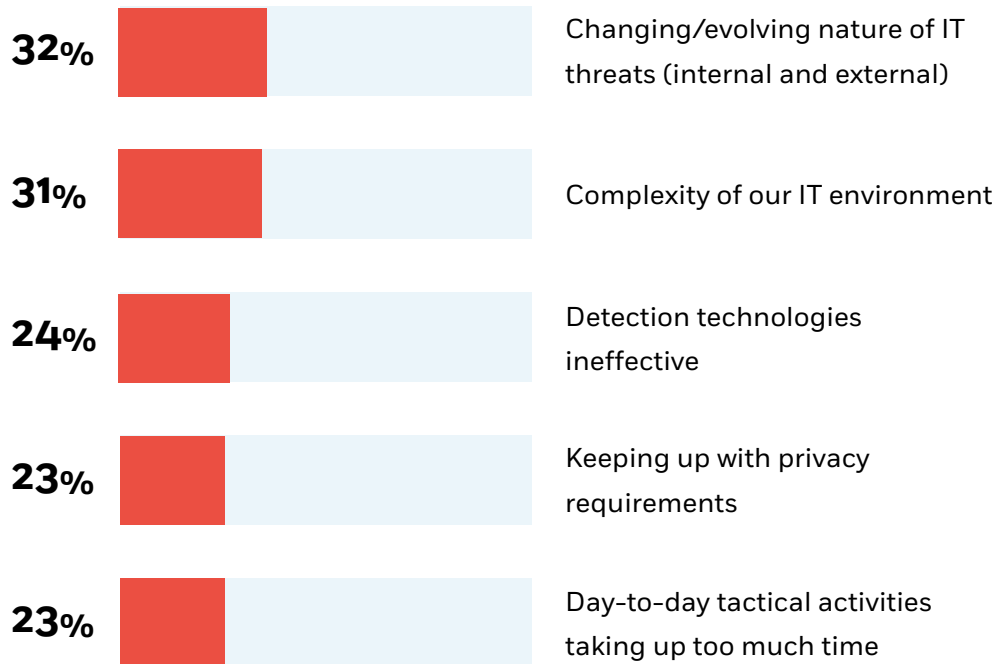 32%
Changing/evolving nature of IT
threats (internal and external)
31%
Complexity of our IT environment
24%
Detection technologies
ineffective
23%
Keeping up with privacy
requirements
23%
Day-to-day tactical activities
taking up too much time